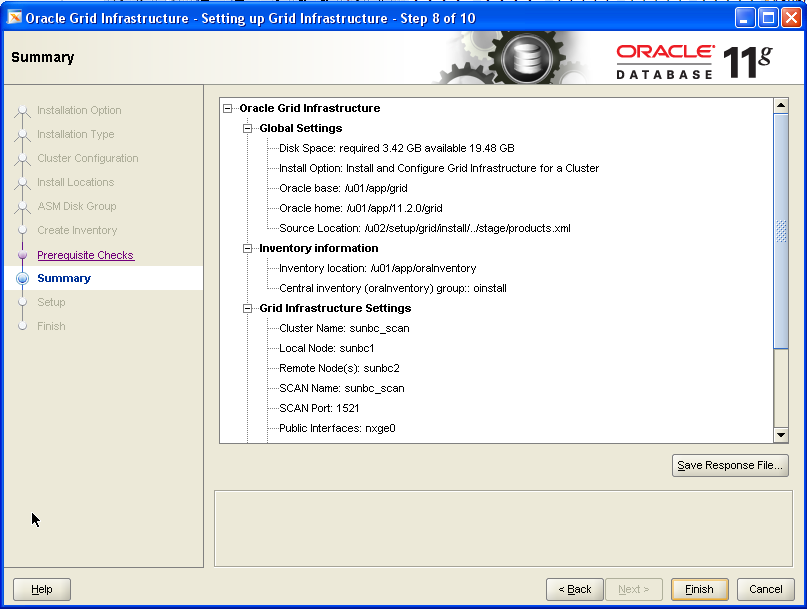 Oracle Grid Infrastructure - Setting up Grid Infrastructure - Step 8 of 10
Summary
ORACLE
DATABASE 11g
Installation Option
Installation Type
Cluster Configuration
Install Locations
ASM Disk Group
Create Inventory
Prerequisite Checks
Summary
Setup
Finish
Oracle Grid Infrastructure
Global Settings
Disk Space: required 3.42 GB available 19.48 GB
Install Option: Install and Configure Grid Infrastructure for a Cluster
Oracle base: /u01/app/grid
Oracle home: /u01/app/11.2.0/grid
Source Location: /u02/setup/grid/install/../stage/products.xml
Inventory information
Inventory location: /u01/app/oraInventory
Central inventory (oraInventory) group:: oinstall
Grid Infrastructure Settings
Cluster Name: sunbc_scan
Local Node: sunbc1
Remote Node(s): sunbc2
SCAN Name: sunbc_scan
SCAN Port: 1521
Public Interfaces: nxge0
Save Response File...
Help
< Back
Next >
Finish
Cancel